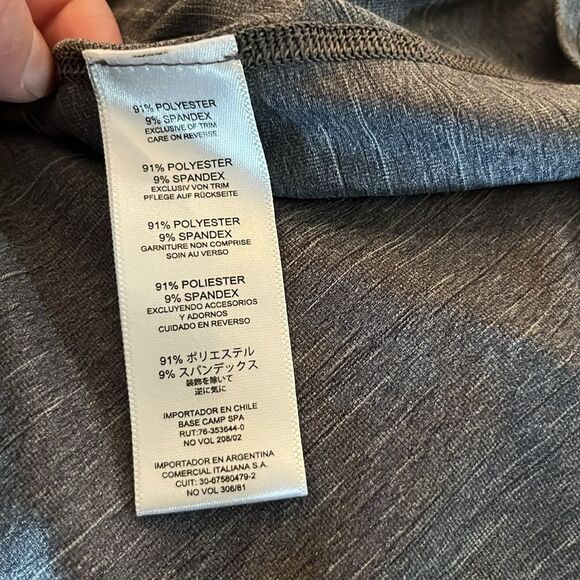 91% POLYESTER
9% SPANDEX
EXCLUSIVE OF TRIM
CARE ON REVERSE
91% POLYESTER
9% SPANDEX
EXCLUSIV VON TRIM
PFLEGE AUF RÜCKSEITE
91% POLYESTER
9% SPANDEX
GARNITURE NON COMPRISE
SOIN AU VERSO
91% POLIESTER
9% SPANDEX
EXCLUYENDO ACCESORIOS
Y ADORNOS
CUIDADO EN REVERSO
91% ポリエステル
9% スパンデックス
装飾を除いて
逆に気に
IMPORTADOR EN CHILE
BASE CAMP SPA
RUT:76-353644-0
NO VOL 208/02
IMPORTADOR EN ARGENTINA
COMERCIAL ITALIANA S.A.
CUIT: 30-67580479-2
NO VOL 306/81